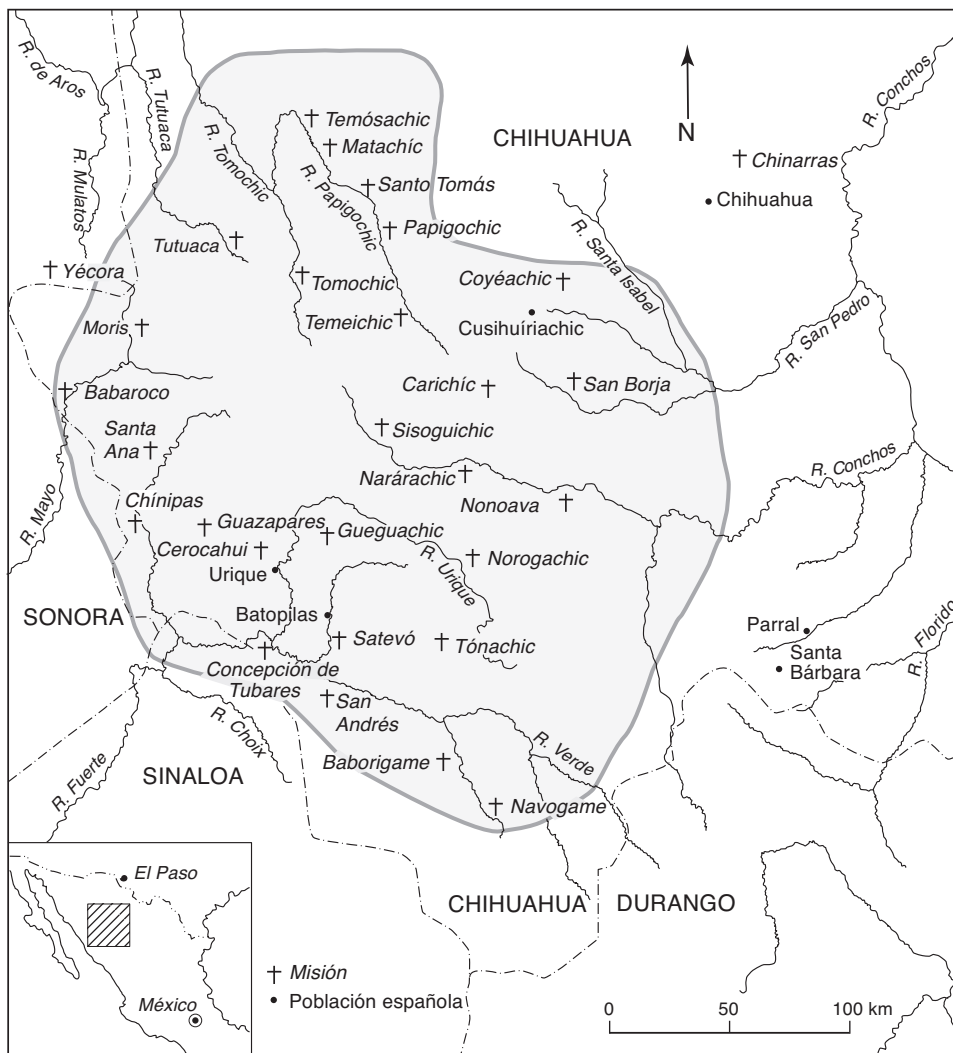 R. de Aros
R. Tutuaca
R. Mulatos
R. Tomochic
Temósachic
Matachíc
R. Papigochic
Santo Tomás
Papigochic
CHIHUAHUA
N
R. Conchos
Chinarras
Chihuahua
Tutuaca
Yécora
Tomochic
Coyéachic
R. Santa Isabel
Moris
Temeichic
Cusihuíriachic
R. San Pedro
Babaroco
Carichíc
San Borja
Santa
Ana
Sisoguichic
R. Conchos
Narárachic
Nonoava
R. Mayo
Chínipas
Guazapares
Gueguachic
Cerocahui
Urique
R. Urique
Norogachic
SONORA
Batopilas
Satevó
Tónachic
Parral
Santa
Bárbara
R. Florido
Concepción de
Tubares
San
Andrés
R. Choix
R. Fuerte
SINALOA
Baborigame
R. Verde
Navogame
CHIHUAHUA
DURANGO
El Paso
México
Misión
Población española
0 50 100 km